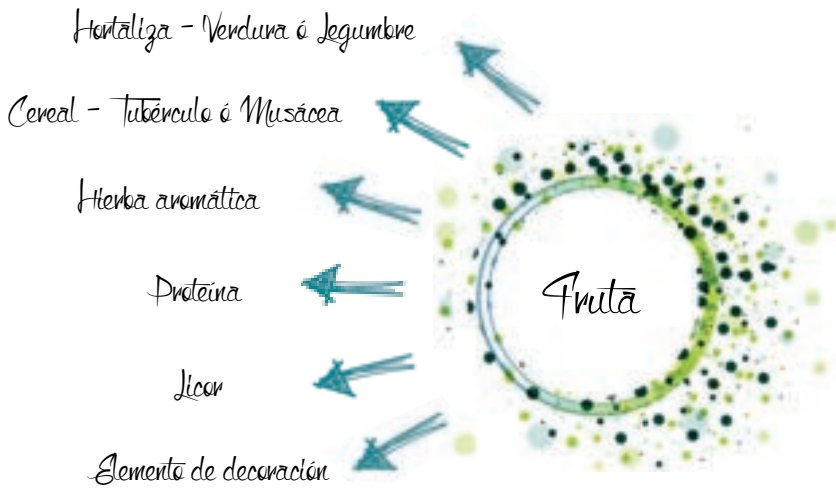 Hortaliza - Verdura ó Legumbre
Cereal - Tubérculo ó Musácea
Hierba aromática
Proteína
Fruta
Licor
Elemento de decoración